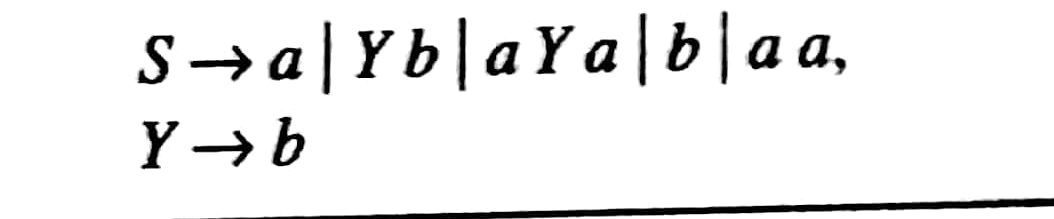 S → a | Y b | a Y a | b | a a,
Y → b